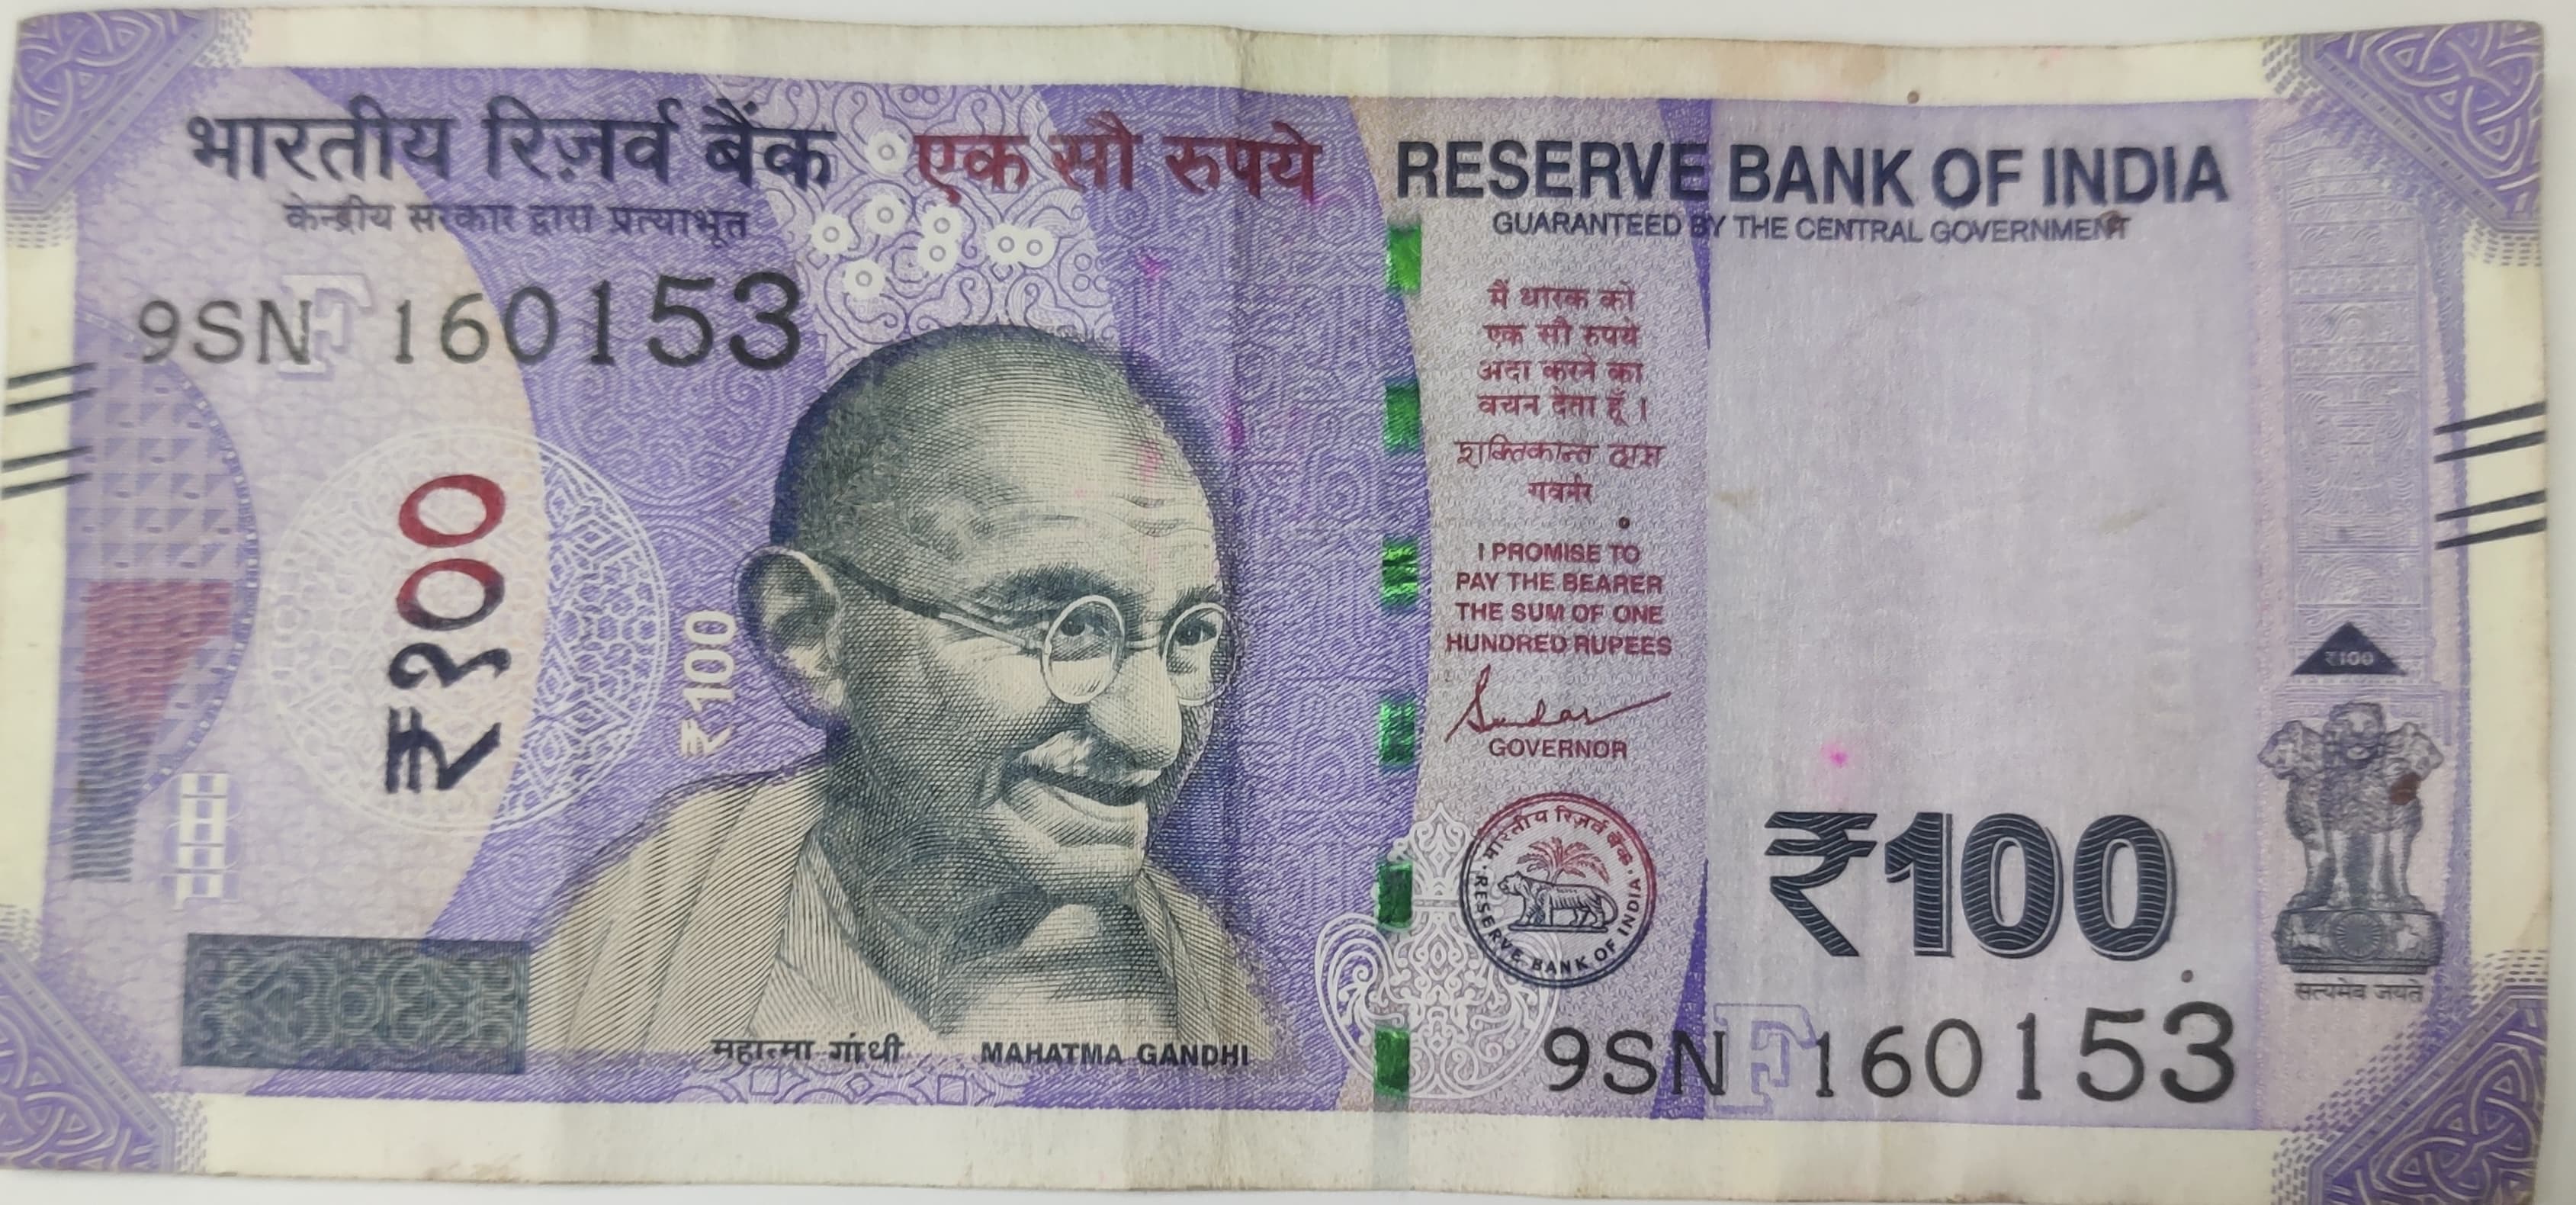 भारतीय रिज़र्व बैंक
केन्द्रीय सरकार द्वारा प्रत्याभूत
एक सौ रुपये
RESERVE BANK OF INDIA
GUARANTEED BY THE CENTRAL GOVERNMENT
9SN 160153
F
₹१००
₹100
मैं धारक को
एक सौ रुपये
अदा करने का
वचन देता हूँ ।
शक्तिकान्त दास
गवर्नर
I PROMISE TO
PAY THE BEARER
THE SUM OF ONE
HUNDRED RUPEES
GOVERNOR
भारतीय रिज़र्व बैंक
RESERVE BANK OF INDIA
₹100
₹100
सत्यमेव जयते
महात्मा गांधी MAHATMA GANDHI
9SN 160153
F